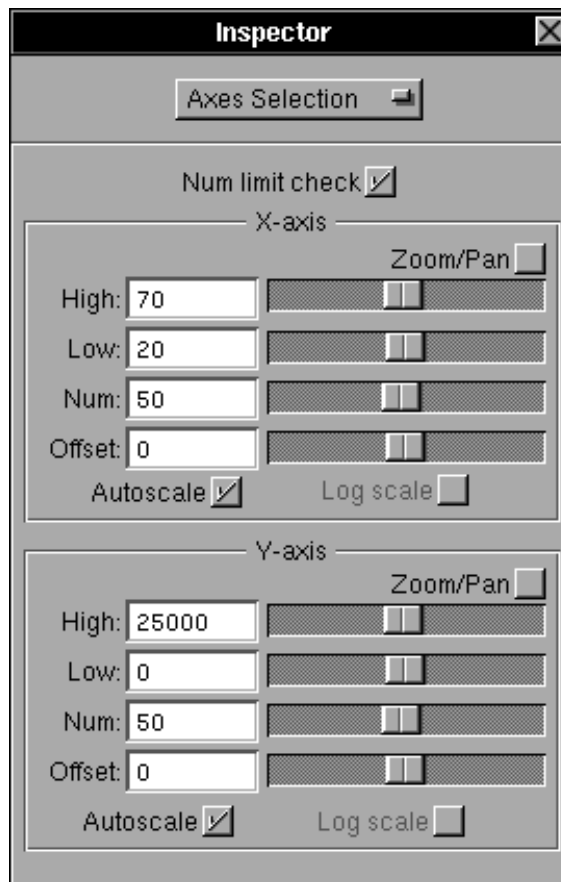 Inspector
Axes Selection
Num limit check
X-axis
Zoom/Pan
High: 70
Low: 20
Num: 50
Offset: 0
Autoscale Log scale
Y-axis
Zoom/Pan
High: 25000
Low: 0
Num: 50
Offset: 0
Autoscale Log scale